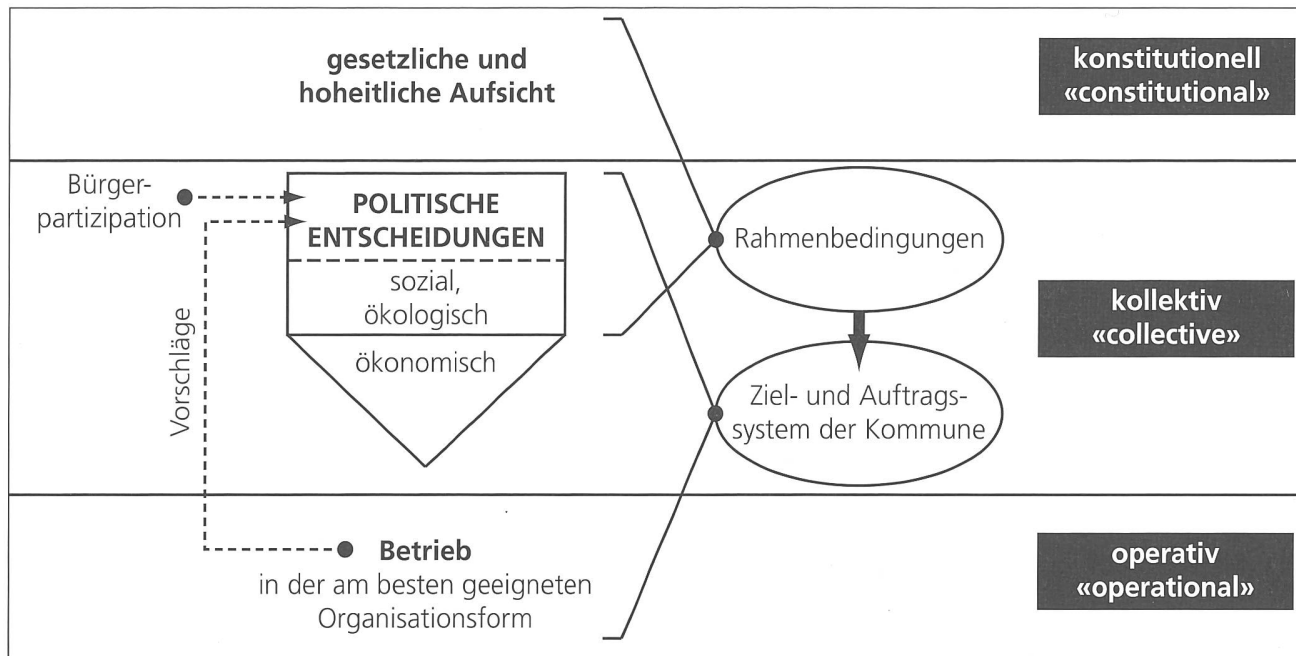 gesetzliche und
hoheitliche Aufsicht
konstitutionell
«constitutional»
Bürger-
partizipation
POLITISCHE
ENTSCHEIDUNGEN
sozial,
ökologisch
ökonomisch
Vorschläge
Rahmenbedingungen
Ziel- und Auftrags-
system der Kommune
kollektiv
«collective»
Betrieb
in der am besten geeigneten
Organisationsform
operativ
«operational»